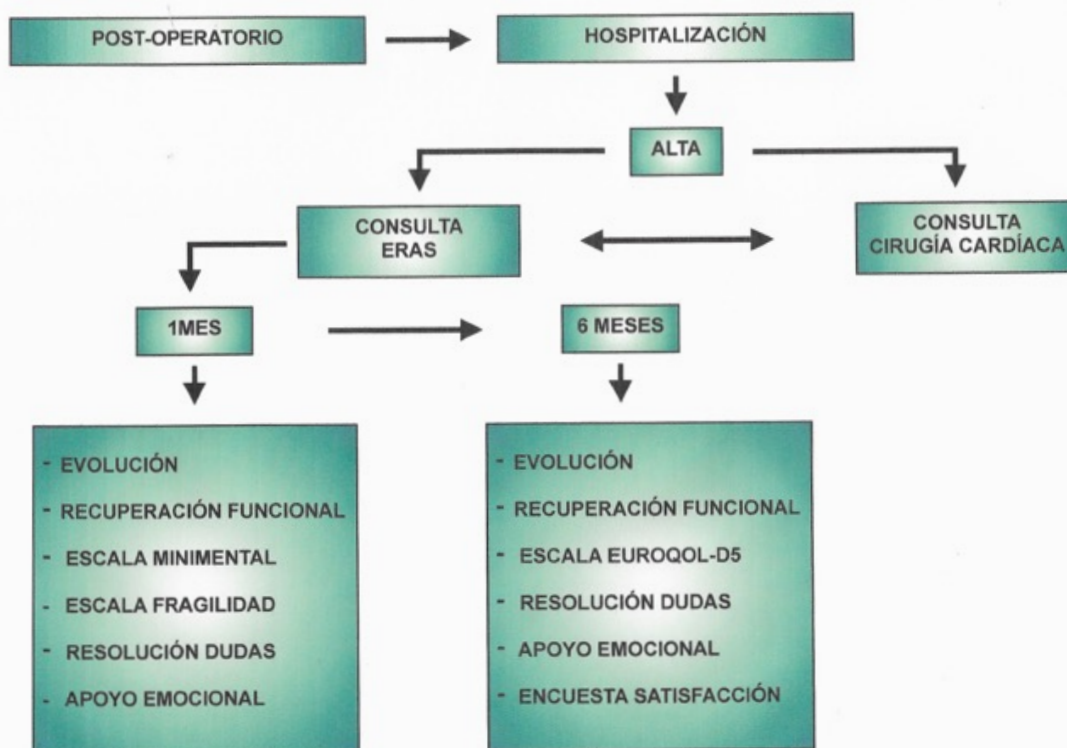 POST-OPERATORIO
HOSPITALIZACIÓN
ALTA
CONSULTA
ERAS
CONSULTA
CIRUGÍA CARDÍACA
1MES
6 MESES
- EVOLUCIÓN
- RECUPERACIÓN FUNCIONAL
- ESCALA MINIMENTAL
- ESCALA FRAGILIDAD
- RESOLUCIÓN DUDAS
- APOYO EMOCIONAL
- EVOLUCIÓN
- RECUPERACIÓN FUNCIONAL
- ESCALA EUROQOL-D5
- RESOLUCIÓN DUDAS
- APOYO EMOCIONAL
- ENCUESTA SATISFACCIÓN